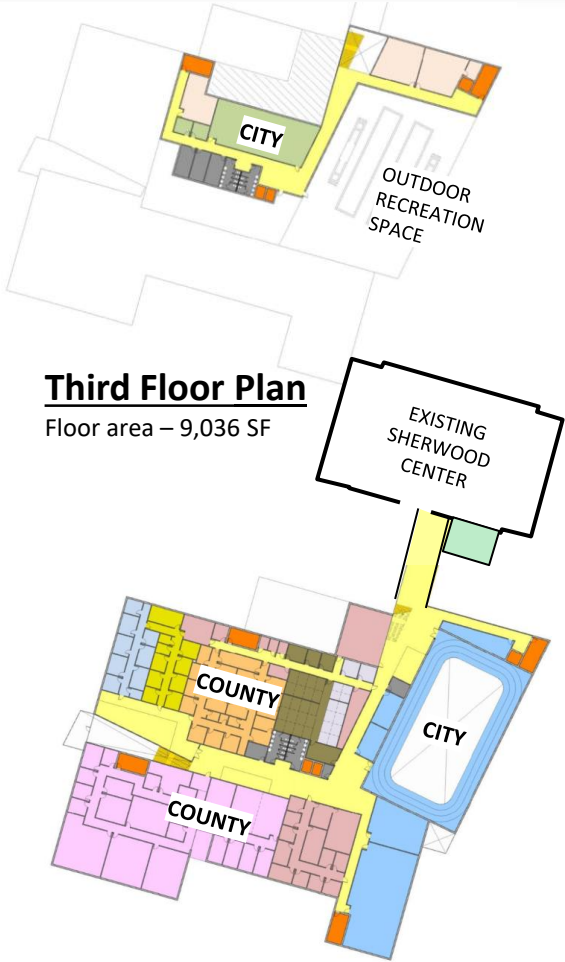 CITY
OUTDOOR
RECREATION
SPACE
Third Floor Plan
Floor area – 9,036 SF
EXISTING
SHERWOOD
CENTER
COUNTY
CITY
COUNTY